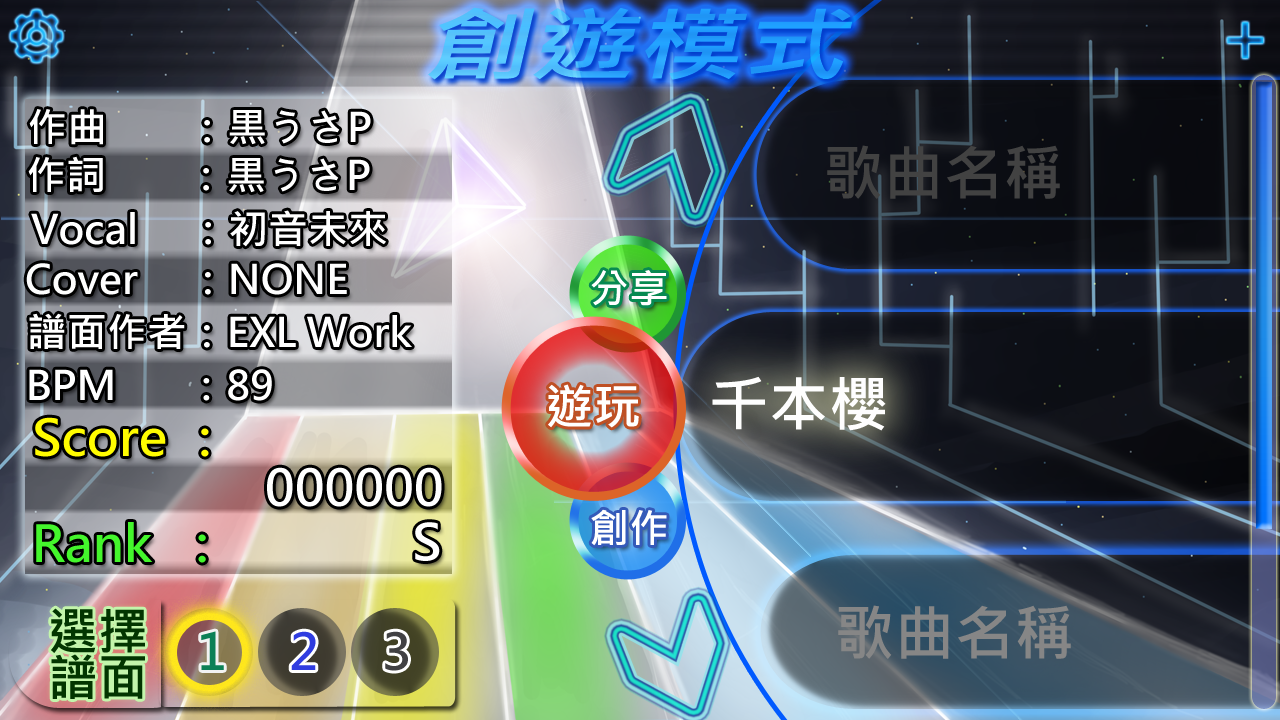 創遊模式
作曲 : 黒うさP
作詞 : 黒うさP
Vocal : 初音未來
Cover : NONE
譜面作者 : EXL Work
BPM : 89
Score :
000000
Rank : S
選擇
譜面
1 2 3
分享
遊玩
創作
歌曲名稱
千本櫻
歌曲名稱